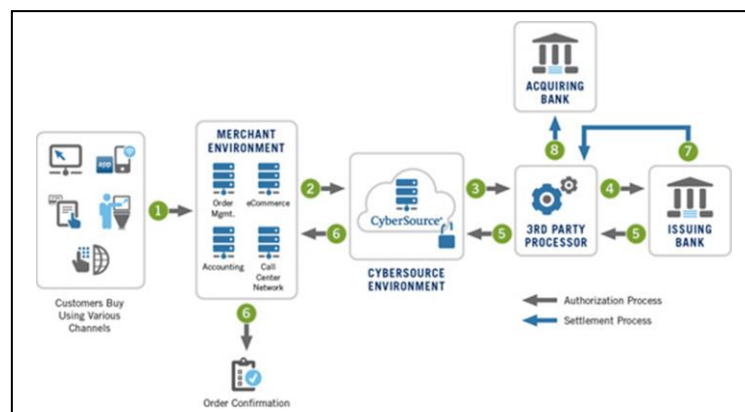 ACQUIRING
BANK
MERCHANT
ENVIRONMENT
app
8
7
1
2
3
4
Order
Mgmt.
eCommerce
CyberSource
6
5
5
3RD PARTY
PROCESSOR
ISSUING
BANK
Accounting
Call
Center
Network
CYBERSOURCE
ENVIRONMENT
Customers Buy
Using Various
Channels
6
Authorization Process
Settlement Process
Order Confirmation